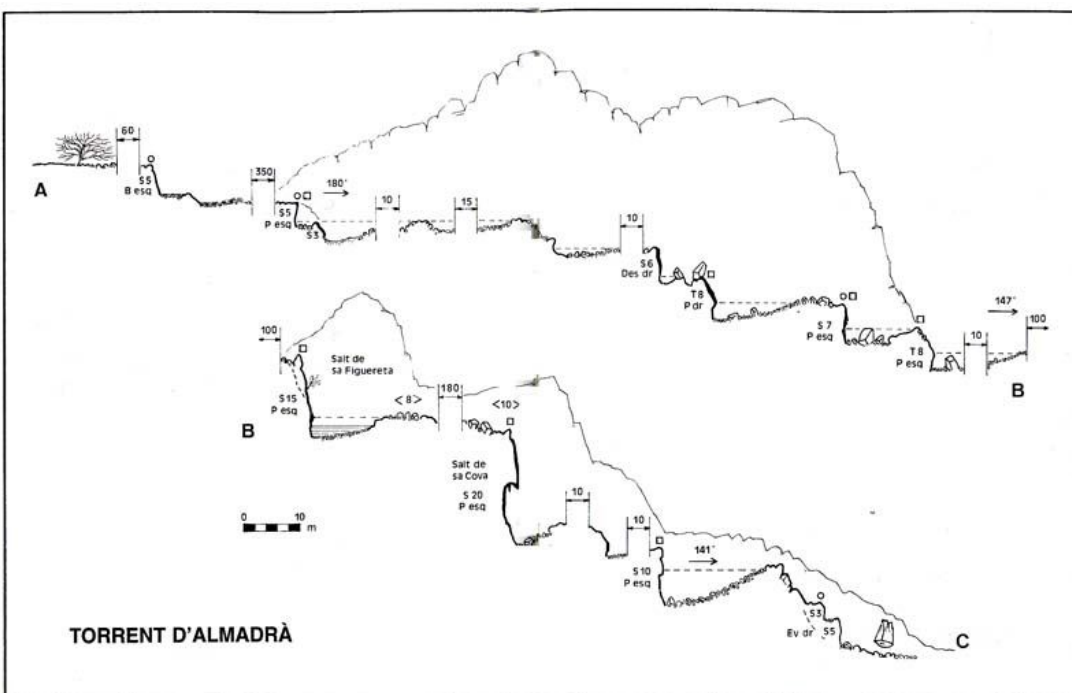 60
A
S5
B esq
350
180°
S5
P esq
S3
10
15
10
S6
Des dr
T8
P dr
S 7
P esq
T8
P esq
147°
10
100
B
100
Salt de
sa Figuereta
S15
P esq
B
<8>
180
<10>
Salt de
sa Cova
S 20
P esq
10
10
0 10 m
S10
P esq
141°
S3
Ev dr
S5
C
TORRENT D'ALMADRÀ